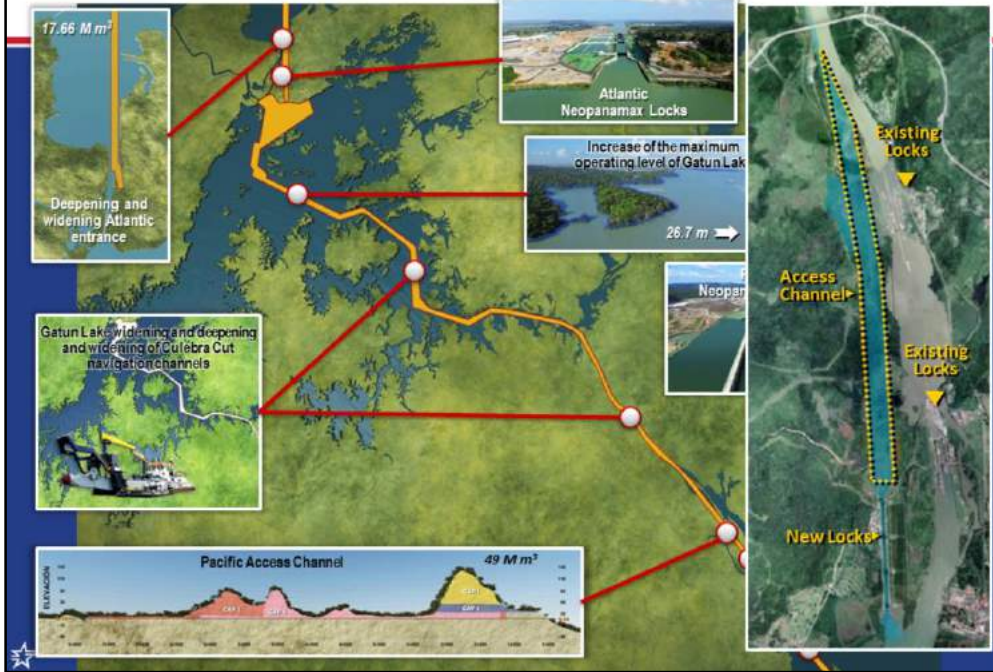 17.66 M m³
Deepening and
widening Atlantic
entrance
Atlantic
Neopanamax Locks
Increase of the maximum
operating level of Gatun Lake
26.7 m
Gatun Lake widening and deepening
and widening of Culebra Cut
navigation channels
Pacific Access Channel
49 M m³
ELEVACIÓN
Existing
Locks
Access
Channel
Existing
Locks
New Locks